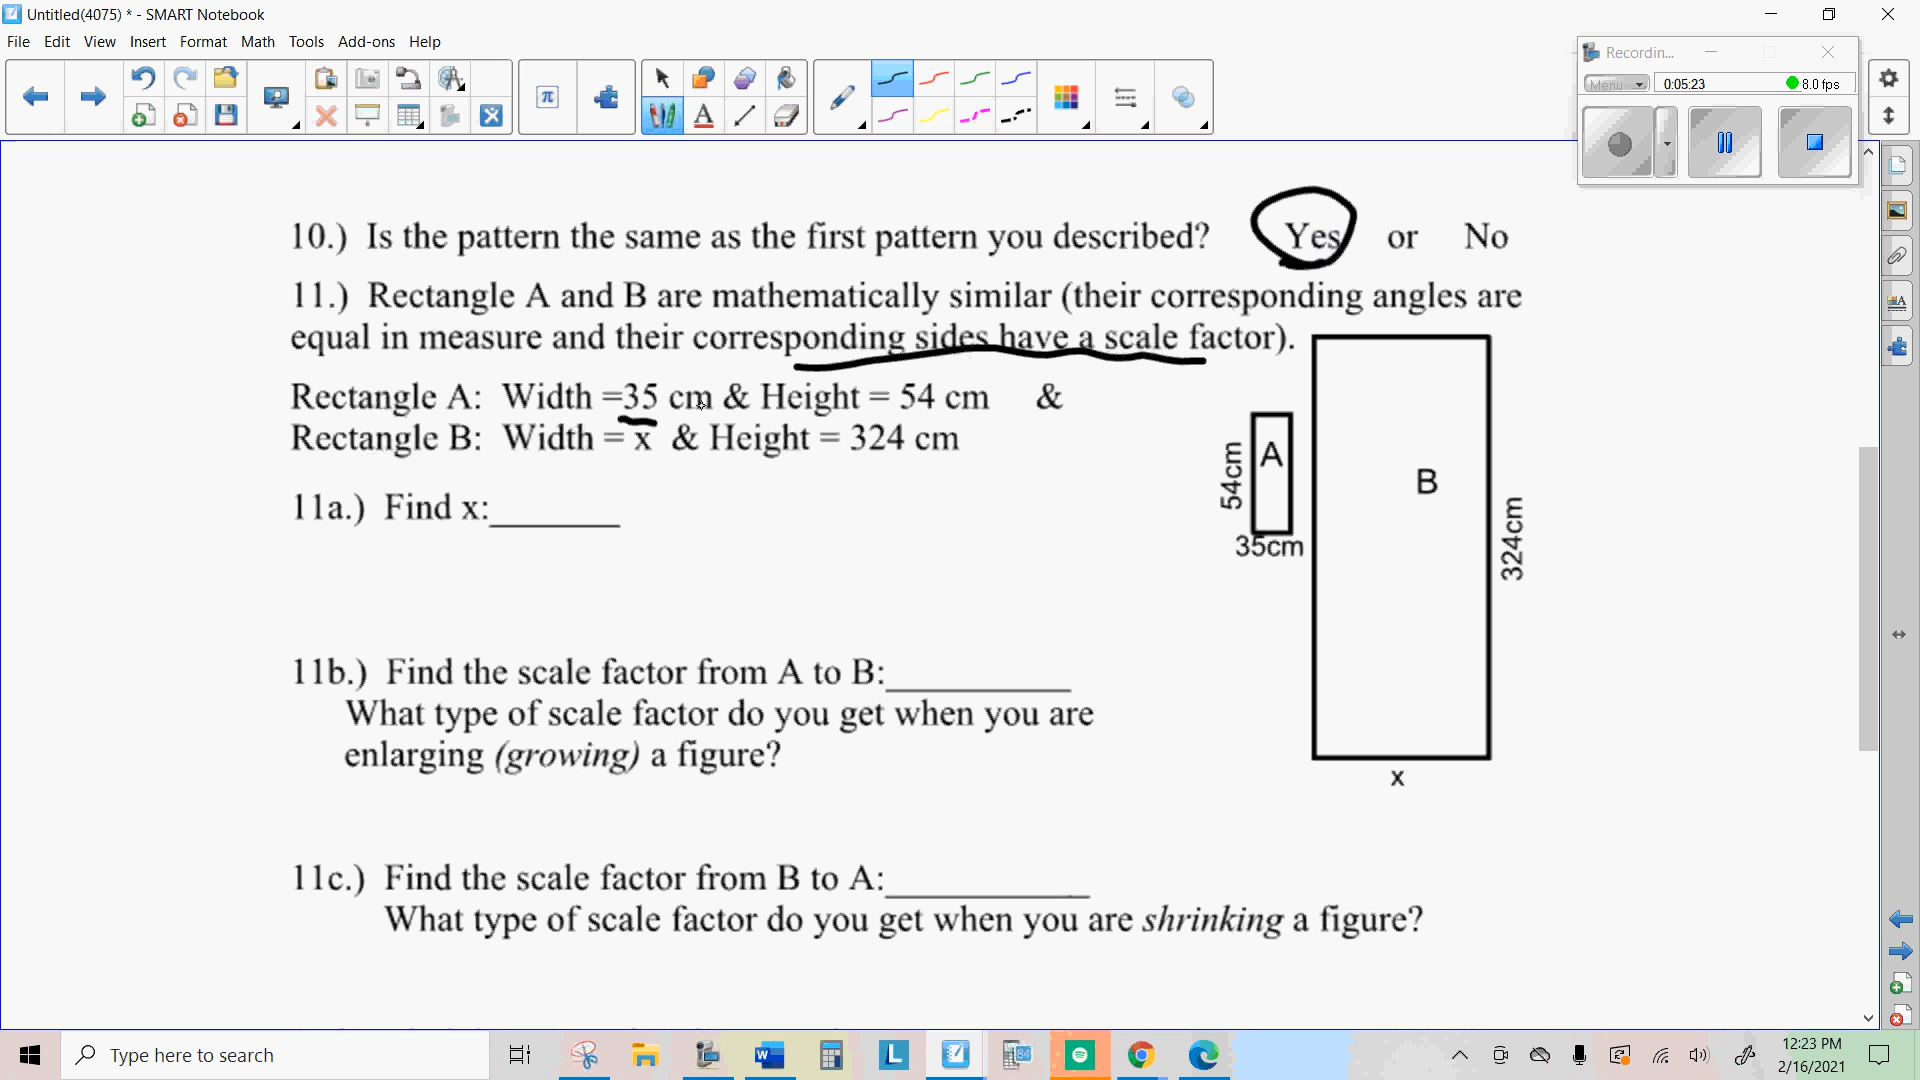 Untitled(4075) * - SMART Notebook
File Edit View Insert Format Math Tools Add-ons Help
Recordin...
Menu 0:05:23 8.0 fps
10.) Is the pattern the same as the first pattern you described? Yes or No
11.) Rectangle A and B are mathematically similar (their corresponding angles are
equal in measure and their corresponding sides have a scale factor).
Rectangle A: Width =35 cm & Height = 54 cm &
Rectangle B: Width = x & Height = 324 cm
A
54cm
35cm
B
324cm
x
11a.) Find x:________
11b.) Find the scale factor from A to B:___________
What type of scale factor do you get when you are
enlarging (growing) a figure?
11c.) Find the scale factor from B to A:____________
What type of scale factor do you get when you are shrinking a figure?
Type here to search
12:23 PM
2/16/2021